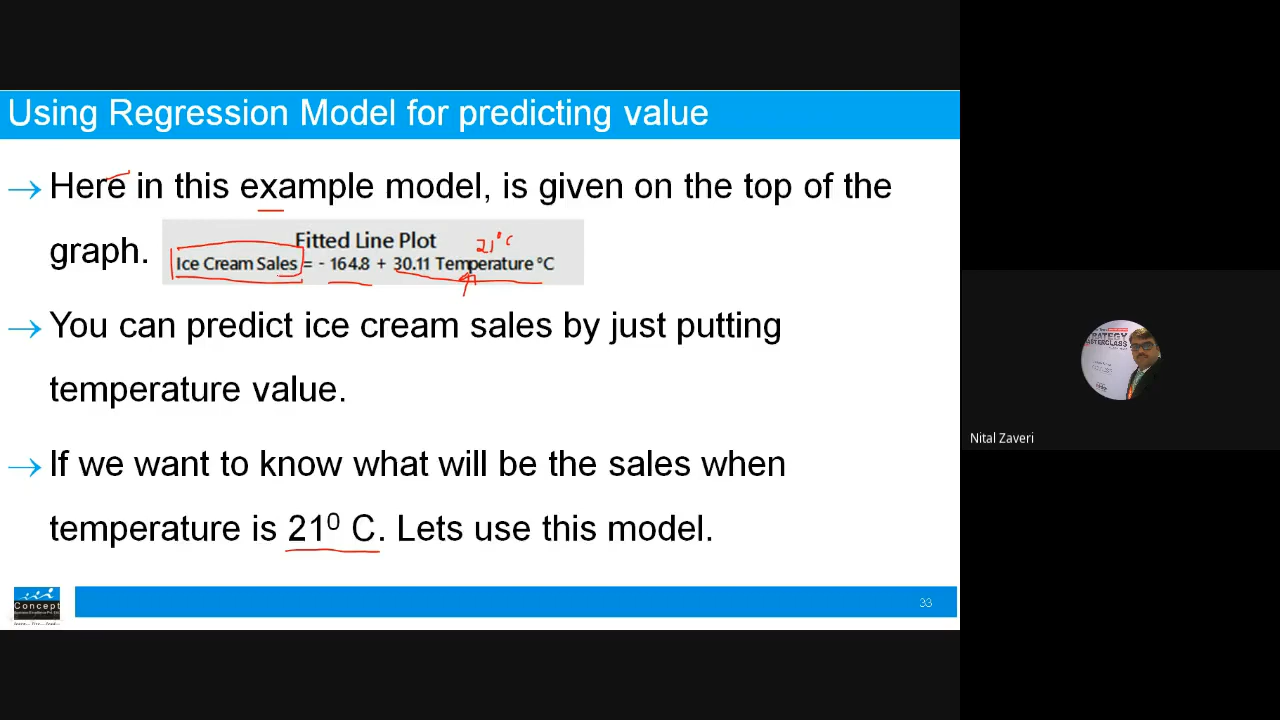 Using Regression Model for predicting value
→ Here in this example model, is given on the top of the
graph.
Fitted Line Plot
21°C
Ice Cream Sales = - 164.8 + 30.11 Temperature °C
→ You can predict ice cream sales by just putting
temperature value.
→ If we want to know what will be the sales when
temperature is 21⁰ C. Lets use this model.
Concept
33
Nital Zaveri
STRATEGY
MASTERCLASS